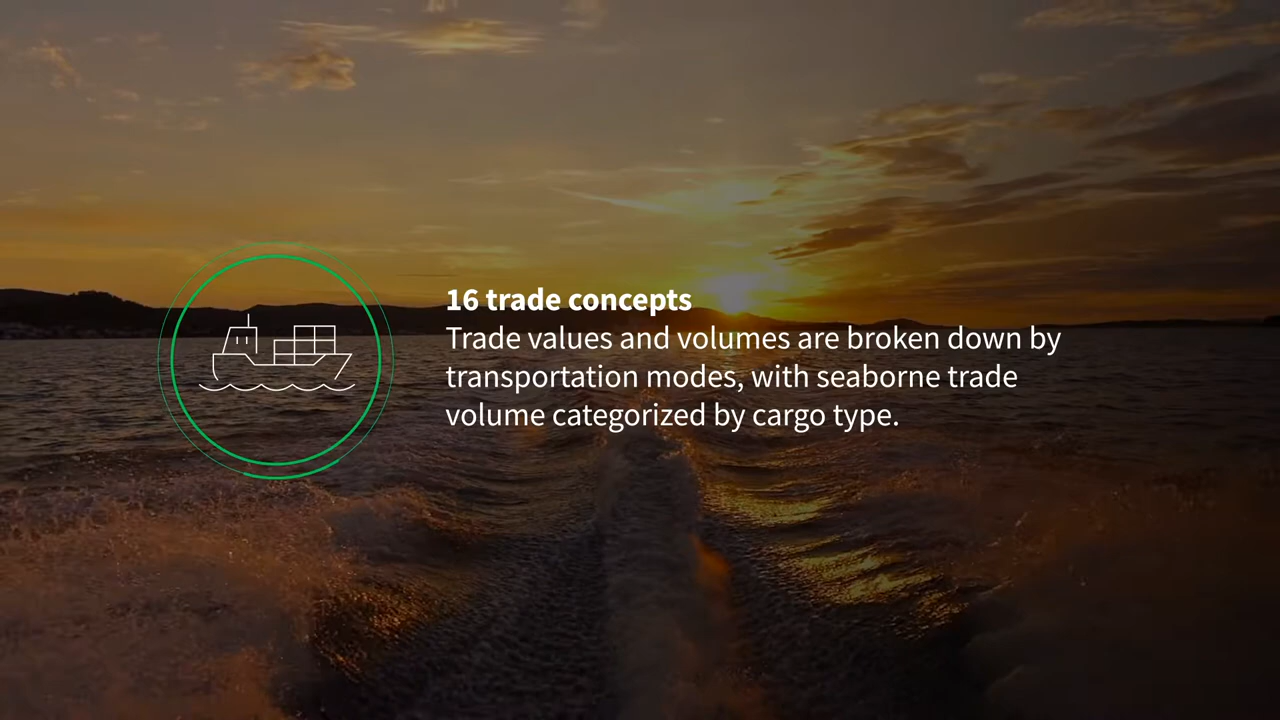 16 trade concepts
Trade values and volumes are broken down by
transportation modes, with seaborne trade
volume categorized by cargo type.